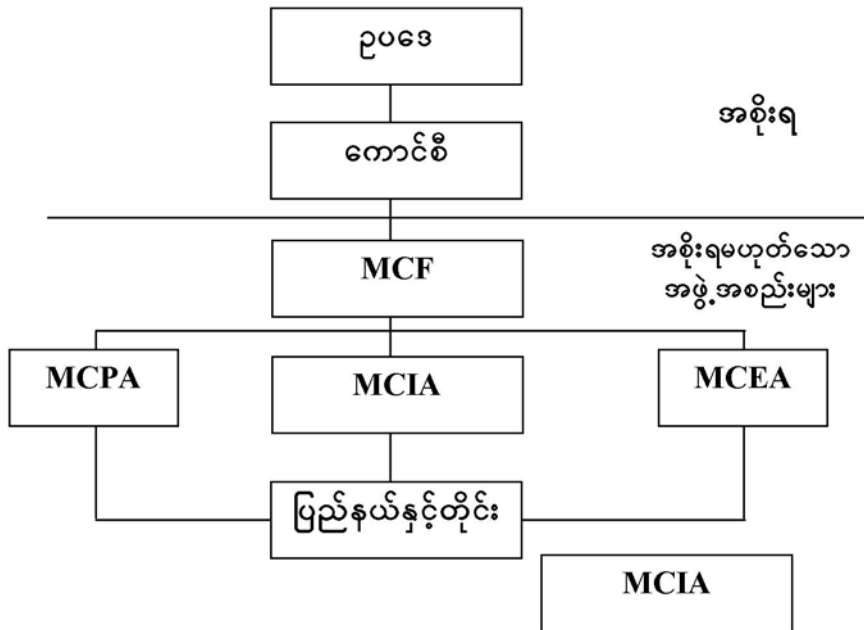 ဥပဒေ
အစိုးရ
ကောင်စီ
MCF
အစိုးရမဟုတ်သော
အဖွဲ့အစည်းများ
MCPA
MCIA
MCEA
ပြည်နယ်နှင့်တိုင်း
MCIA